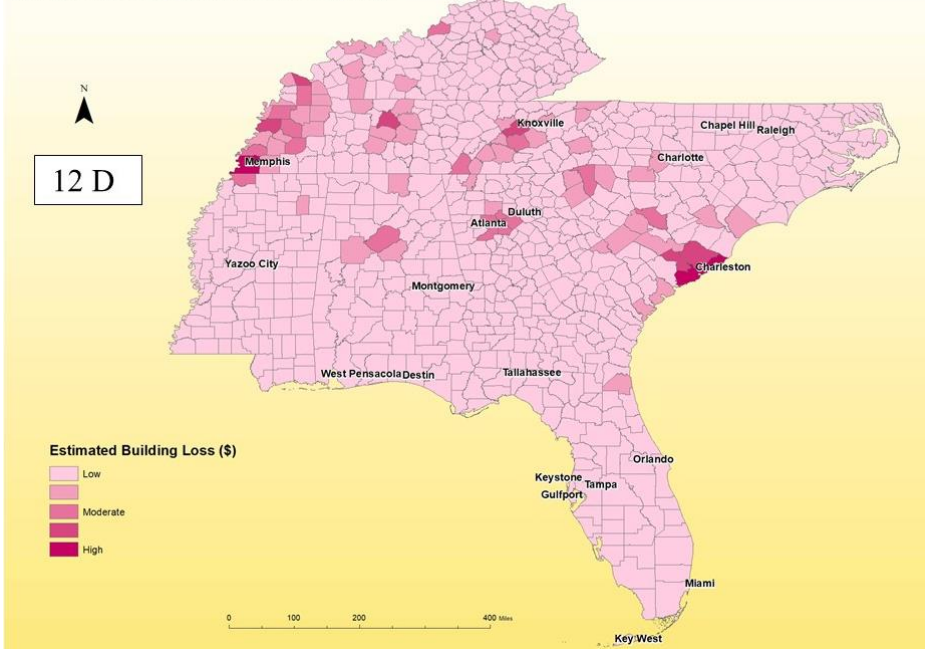 N
12 D
Knoxville
Chapel Hill
Raleigh
Memphis
Charlotte
Duluth
Atlanta
Yazoo City
Charleston
Montgomery
West Pensacola
Destin
Tallahassee
Estimated Building Loss ($)
Low
Moderate
High
Orlando
Keystone
Tampa
Gulfport
Miami
0 100 200 400 Miles
Key West